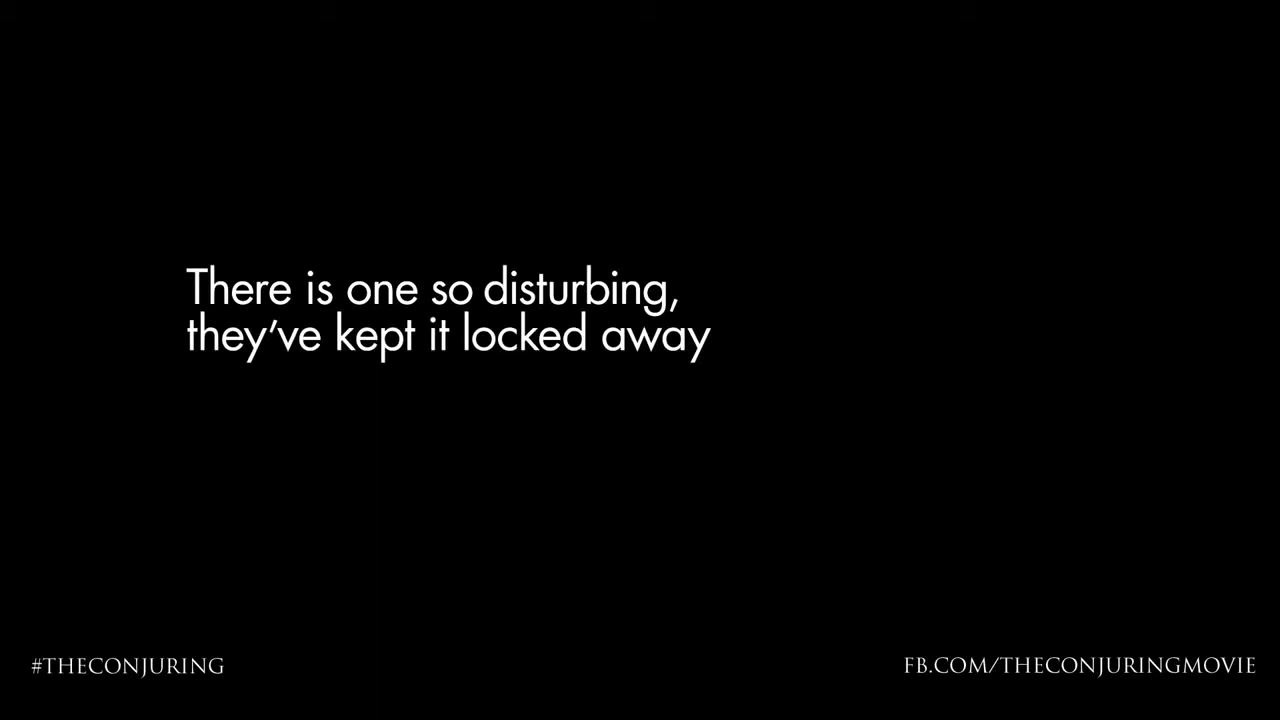 There is one so disturbing,
they've kept it locked away
#THECONJURING
FB.COM/THECONJURINGMOVIE